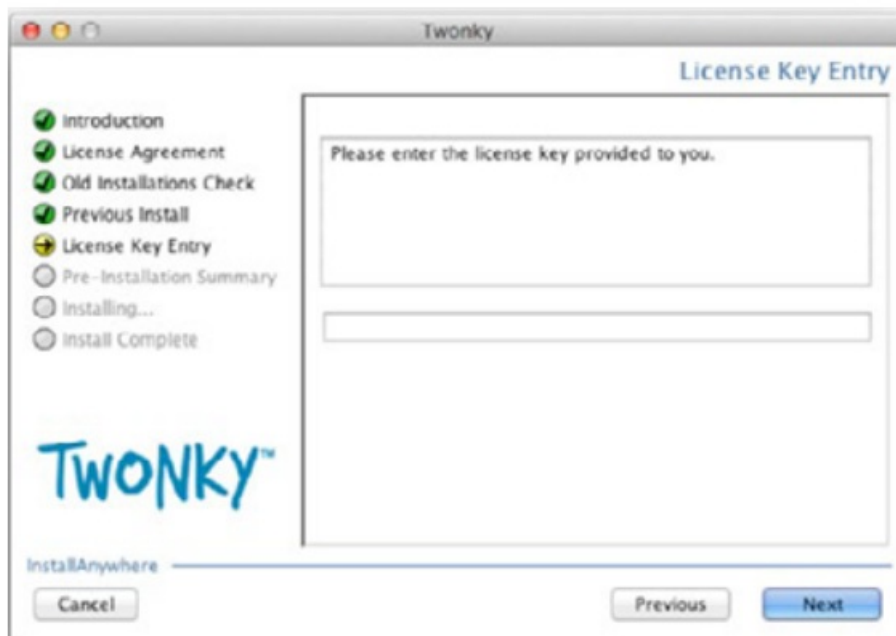 Twonky
License Key Entry
Introduction
License Agreement
Old Installations Check
Previous Install
License Key Entry
Pre-Installation Summary
Installing...
Install Complete
Please enter the license key provided to you.
TWONKY™
InstallAnywhere
Cancel
Previous
Next